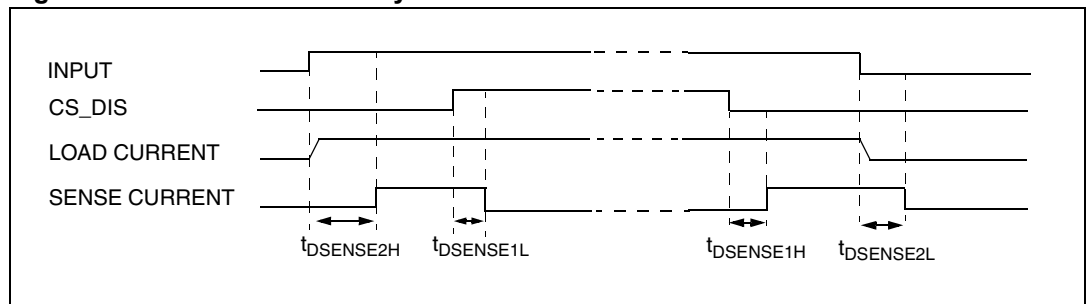 INPUT
CS_DIS
LOAD CURRENT
SENSE CURRENT
tDSENSE2H tDSENSE1L tDSENSE1H tDSENSE2L